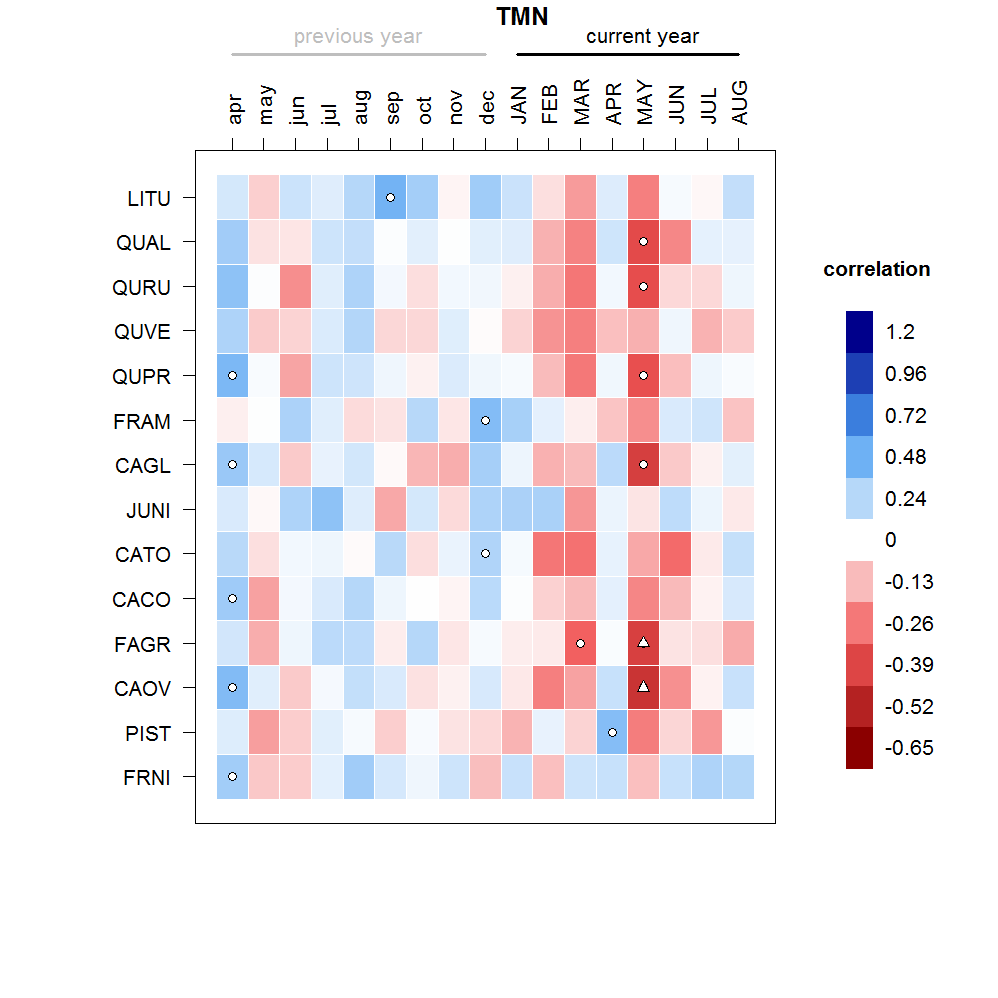 TMN
previous year current year
apr may jun jul aug sep oct nov dec JAN FEB MAR APR MAY JUN JUL AUG
LITU
QUAL
QURU
QUVE
QUPR
FRAM
CAGL
JUNI
CATO
CACO
FAGR
CAOV
PIST
FRNI
correlation
1.2
0.96
0.72
0.48
0.24
0
-0.13
-0.26
-0.39
-0.52
-0.65